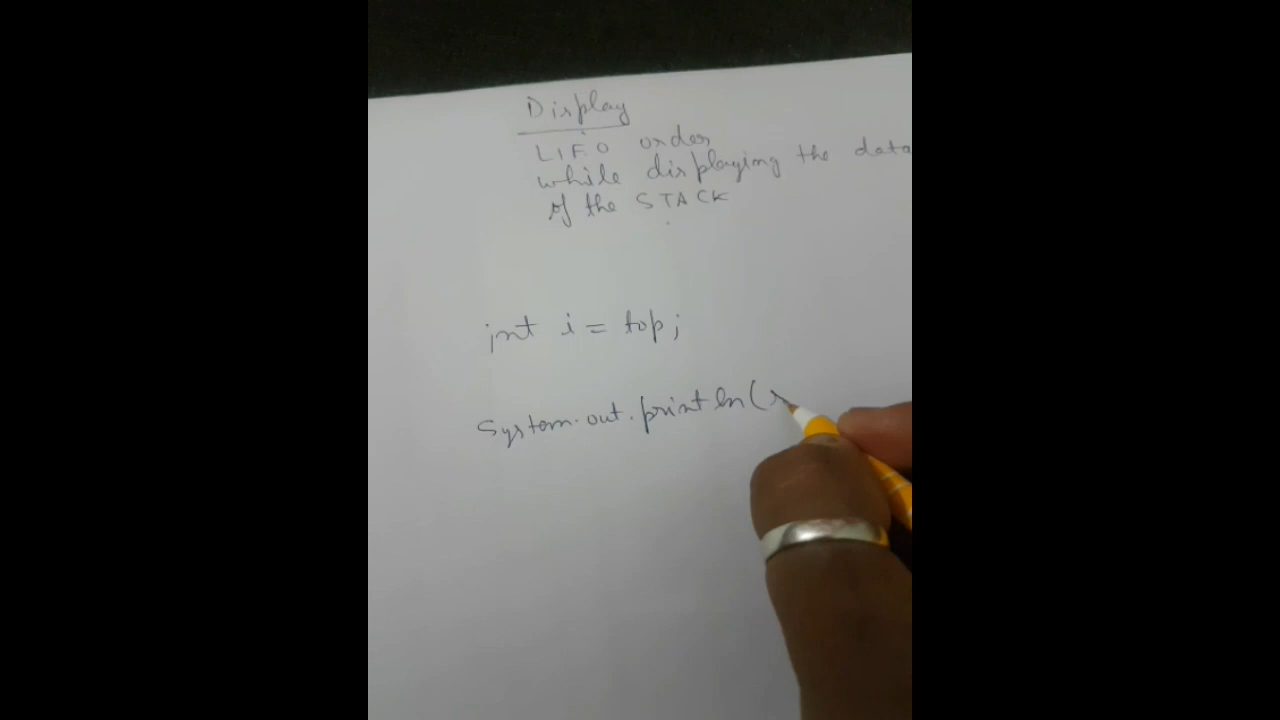 Display
LIFO order
while displaying the data
of the STACK
int i = top;
System.out.println(